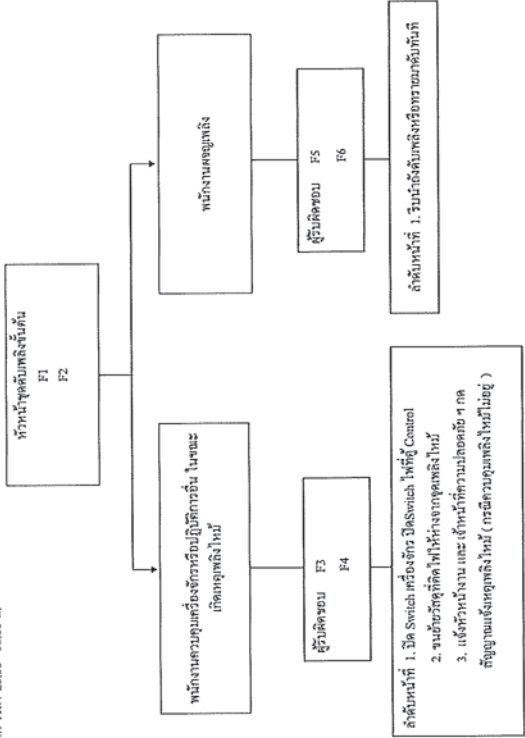 หัวหน้าชุดดับเพลิงขั้นต้น
F1
F2
พนักงานควบคุมเครื่องจักรหรือปฏิบัติการอื่น ในขณะ
เกิดเหตุเพลิงไหม้
พนักงานผจญเพลิง
ผู้รับผิดชอบ F3
F4
ผู้รับผิดชอบ F5
F6
ลำดับหน้าที่ 1. ปิด Switch เครื่องจักร ปิดSwitch ไฟที่ตู้ Control
2. ขนย้ายวัสดุที่ติดไฟให้ห่างจากจุดเพลิงไหม้
3. แจ้งหัวหน้างาน และ เจ้าหน้าที่ความปลอดภัย ฯ กด
สัญญาณแจ้งเหตุเพลิงไหม้ ( กรณีควบคุมเพลิงไหม้ไม่อยู่ )
ลำดับหน้าที่ 1. รีบนำถังดับเพลิงหรือทรายมาดับทันที